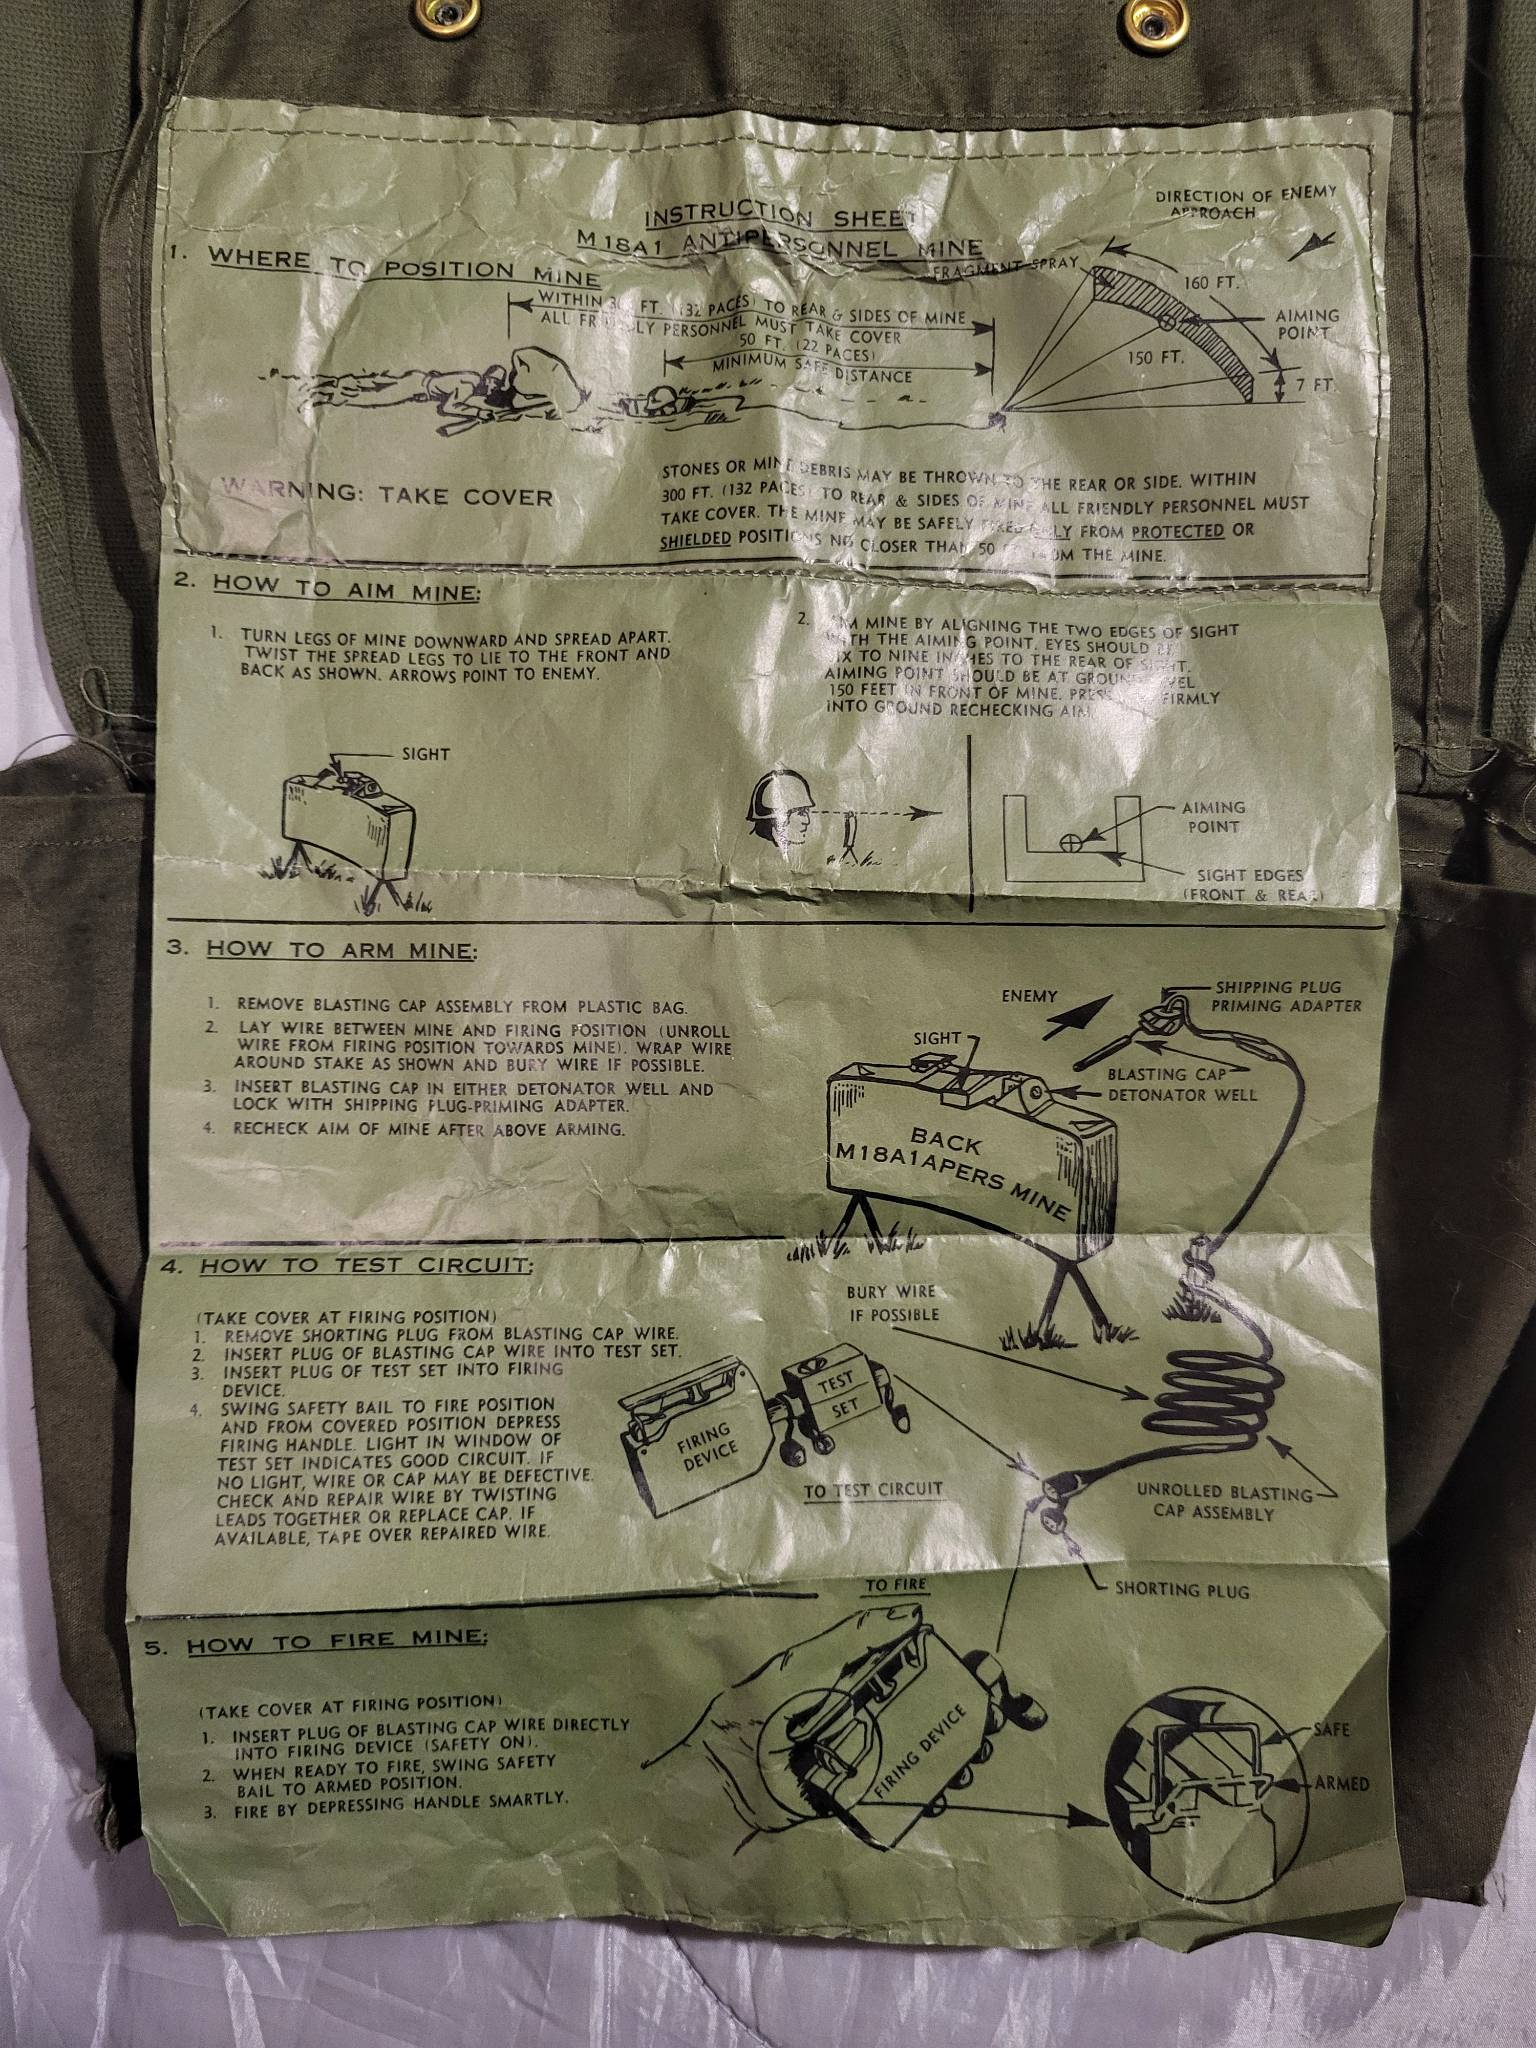 INSTRUCTION SHEET
M18A1 ANTIPERSONNEL MINE
1. WHERE TO POSITION MINE
DIRECTION OF ENEMY
APPROACH
FRAGMENT SPRAY
160 FT.
AIMING
POINT
150 FT.
7 FT.
WITHIN FT. (132 PACES) TO REAR & SIDES OF MINE
ALL FRIENDLY PERSONNEL MUST TAKE COVER
50 FT. (22 PACES)
MINIMUM SAFE DISTANCE
WARNING: TAKE COVER
STONES OR MINE DEBRIS MAY BE THROWN TO THE REAR OR SIDE. WITHIN
300 FT. (132 PACES) TO REAR & SIDES OF MINE ALL FRIENDLY PERSONNEL MUST
TAKE COVER. THE MINE MAY BE SAFELY FIRED ONLY FROM PROTECTED OR
SHIELDED POSITIONS NO CLOSER THAN 50 FROM THE MINE.
2. HOW TO AIM MINE:
1. TURN LEGS OF MINE DOWNWARD AND SPREAD APART.
TWIST THE SPREAD LEGS TO LIE TO THE FRONT AND
BACK AS SHOWN. ARROWS POINT TO ENEMY.
2. AIM MINE BY ALIGNING THE TWO EDGES OF SIGHT
WITH THE AIMING POINT. EYES SHOULD BE
SIX TO NINE INCHES TO THE REAR OF SIGHT.
AIMING POINT SHOULD BE AT GROUND LEVEL
150 FEET IN FRONT OF MINE. PRESS FIRMLY
INTO GROUND RECHECKING AIM.
SIGHT
AIMING
POINT
SIGHT EDGES
(FRONT & REAR)
3. HOW TO ARM MINE:
1. REMOVE BLASTING CAP ASSEMBLY FROM PLASTIC BAG.
2. LAY WIRE BETWEEN MINE AND FIRING POSITION (UNROLL
WIRE FROM FIRING POSITION TOWARDS MINE). WRAP WIRE
AROUND STAKE AS SHOWN AND BURY WIRE IF POSSIBLE.
3. INSERT BLASTING CAP IN EITHER DETONATOR WELL AND
LOCK WITH SHIPPING PLUG-PRIMING ADAPTER.
4. RECHECK AIM OF MINE AFTER ABOVE ARMING.
ENEMY
SHIPPING PLUG
PRIMING ADAPTER
SIGHT
BLASTING CAP
DETONATOR WELL
BACK
M18A1APERS MINE
4. HOW TO TEST CIRCUIT:
(TAKE COVER AT FIRING POSITION)
1. REMOVE SHORTING PLUG FROM BLASTING CAP WIRE.
2. INSERT PLUG OF BLASTING CAP WIRE INTO TEST SET.
3. INSERT PLUG OF TEST SET INTO FIRING
DEVICE.
4. SWING SAFETY BAIL TO FIRE POSITION
AND FROM COVERED POSITION DEPRESS
FIRING HANDLE. LIGHT IN WINDOW OF
TEST SET INDICATES GOOD CIRCUIT. IF
NO LIGHT, WIRE OR CAP MAY BE DEFECTIVE.
CHECK AND REPAIR WIRE BY TWISTING
LEADS TOGETHER OR REPLACE CAP. IF
AVAILABLE, TAPE OVER REPAIRED WIRE.
BURY WIRE
IF POSSIBLE
TEST
SET
FIRING
DEVICE
TO TEST CIRCUIT
UNROLLED BLASTING
CAP ASSEMBLY
SHORTING PLUG
TO FIRE
5. HOW TO FIRE MINE:
(TAKE COVER AT FIRING POSITION)
1. INSERT PLUG OF BLASTING CAP WIRE DIRECTLY
INTO FIRING DEVICE (SAFETY ON).
2. WHEN READY TO FIRE, SWING SAFETY
BAIL TO ARMED POSITION.
3. FIRE BY DEPRESSING HANDLE SMARTLY.
FIRING DEVICE
SAFE
ARMED